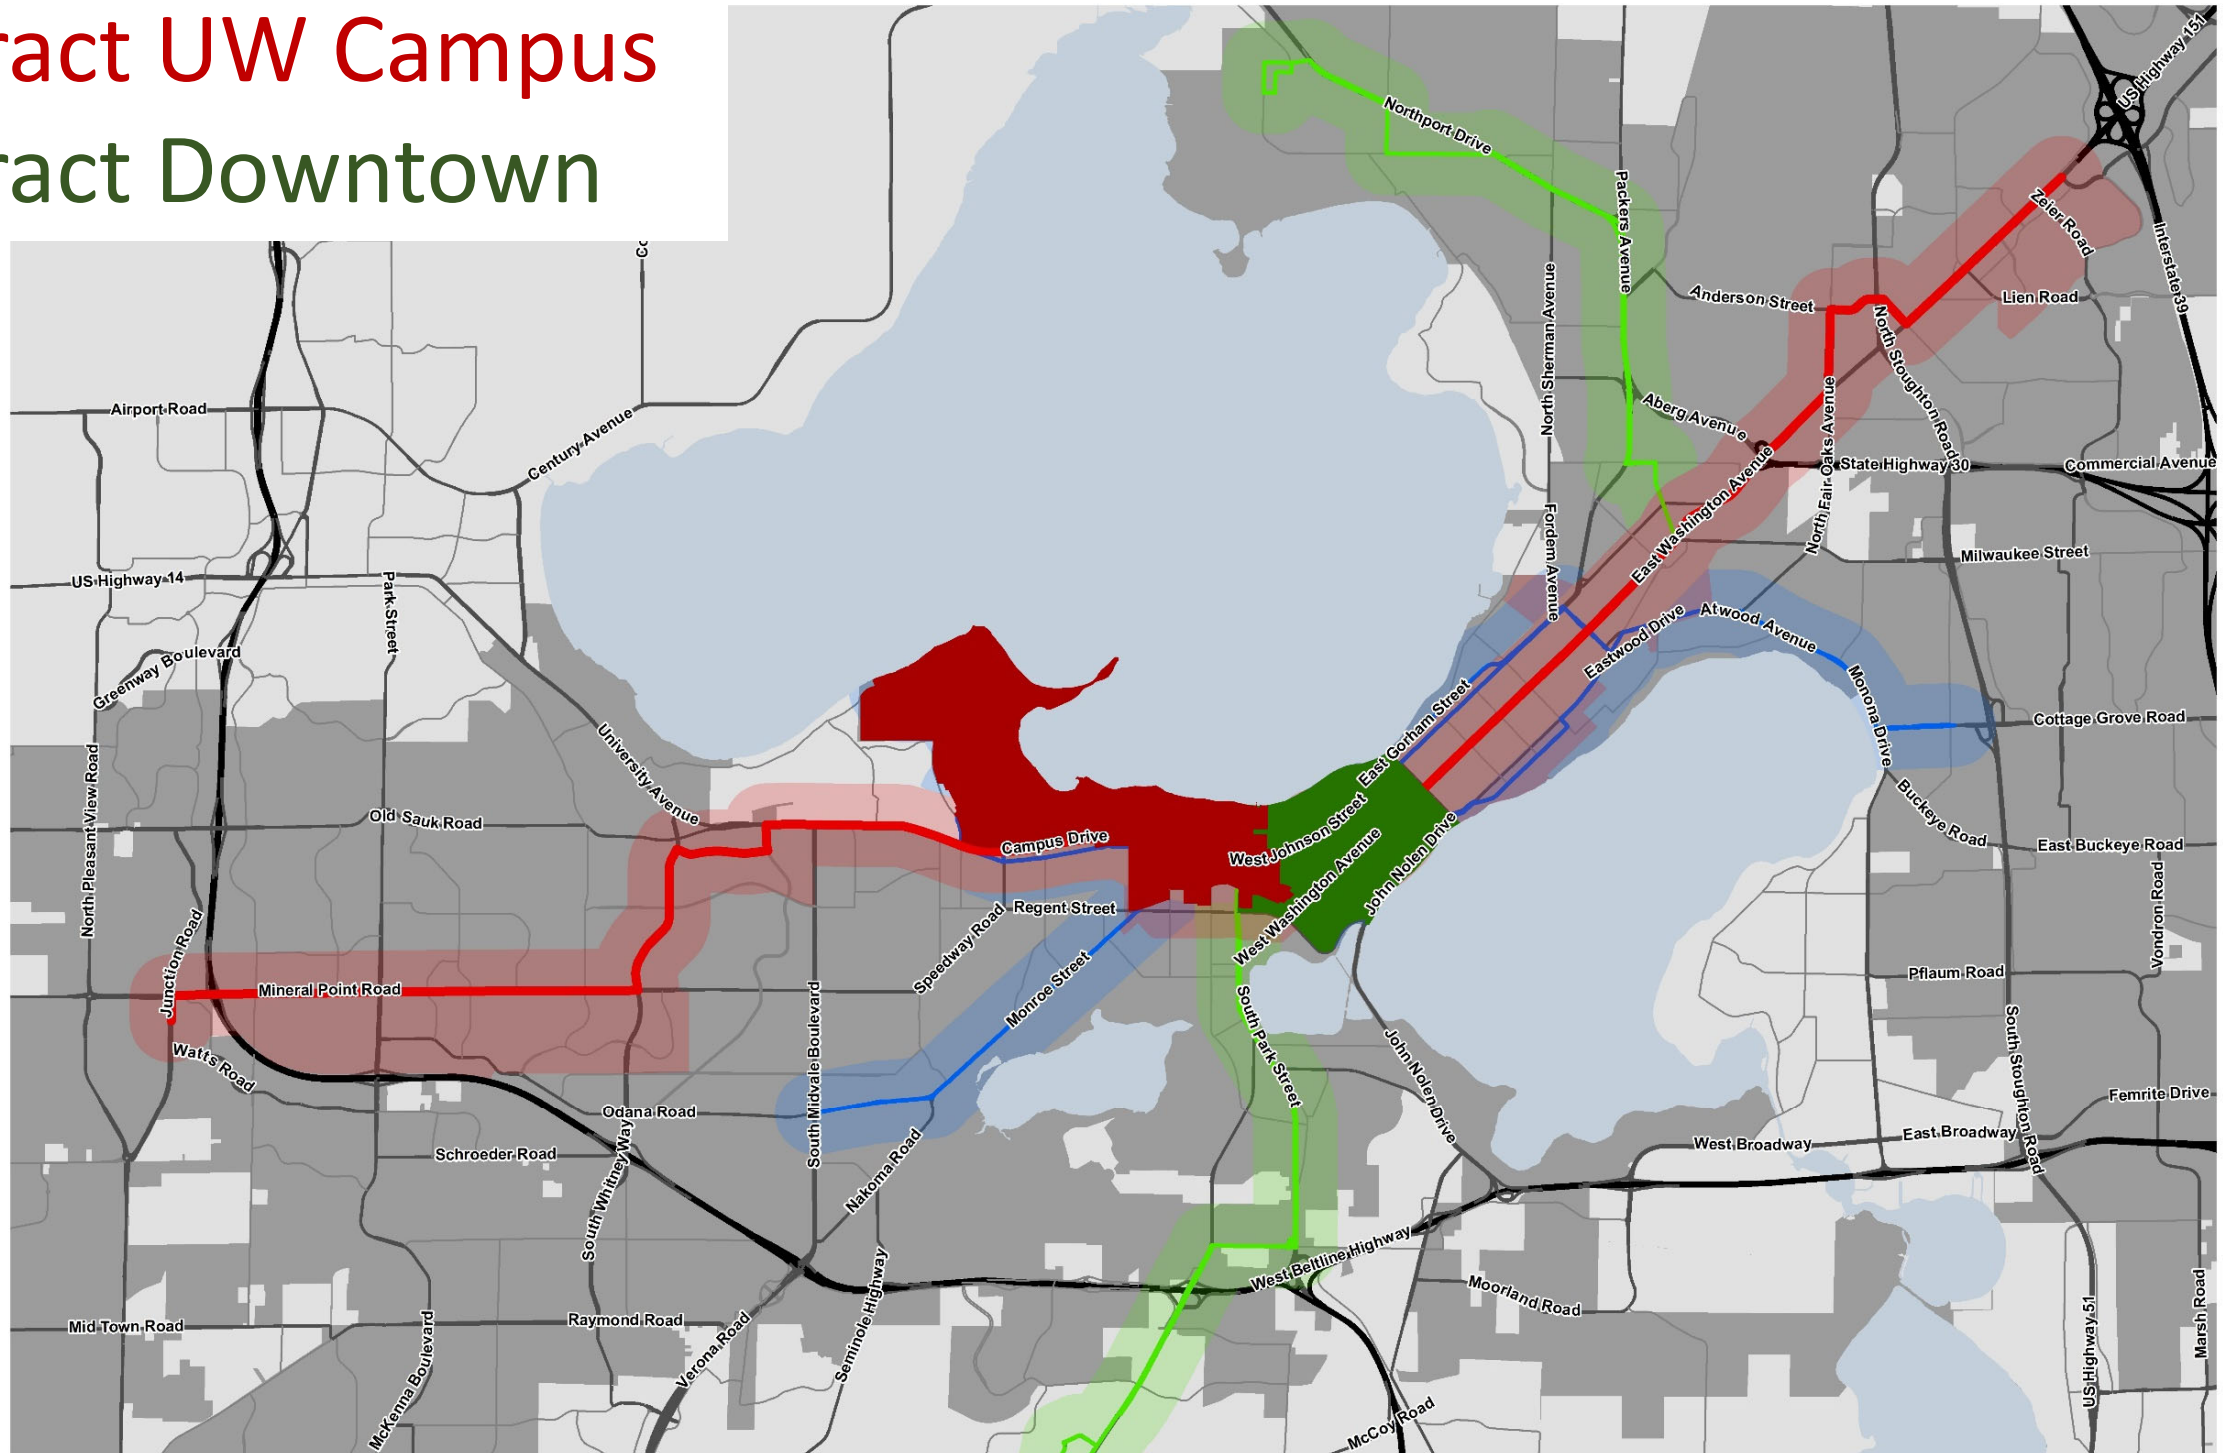 ract UW Campus
ract Downtown
US Highway 151
Northport Drive
Packers Avenue
Zeier Road
Interstate 39
Anderson Street
Lien Road
North Sherman Avenue
North Stoughton Road
Airport Road
Century Avenue
Aberg Avenue
North Fair Oaks Avenue
State Highway 30
Commercial Avenue
East Washington Avenue
Fordem Avenue
Milwaukee Street
US Highway 14
Park Street
Greenway Boulevard
Eastwood Drive
Atwood Avenue
Monona Drive
Cottage Grove Road
East Gorham Street
University Avenue
North Pleasant View Road
Old Sauk Road
Campus Drive
West Johnson Street
West Washington Avenue
John Nolen Drive
Buckeye Road
East Buckeye Road
Regent Street
Speedway Road
Junction Road
Mineral Point Road
Monroe Street
South Park Street
Vondron Road
Pflaum Road
Watts Road
South Midvale Boulevard
John Nolen Drive
South Stoughton Road
Odana Road
Femrite Drive
Schroeder Road
South Whitney Way
Nakoma Road
West Broadway
East Broadway
West Beltline Highway
Moorland Road
Mid Town Road
Raymond Road
Seminole Highway
Verona Road
McKenna Boulevard
McCoy Road
US Highway 51
Marsh Road